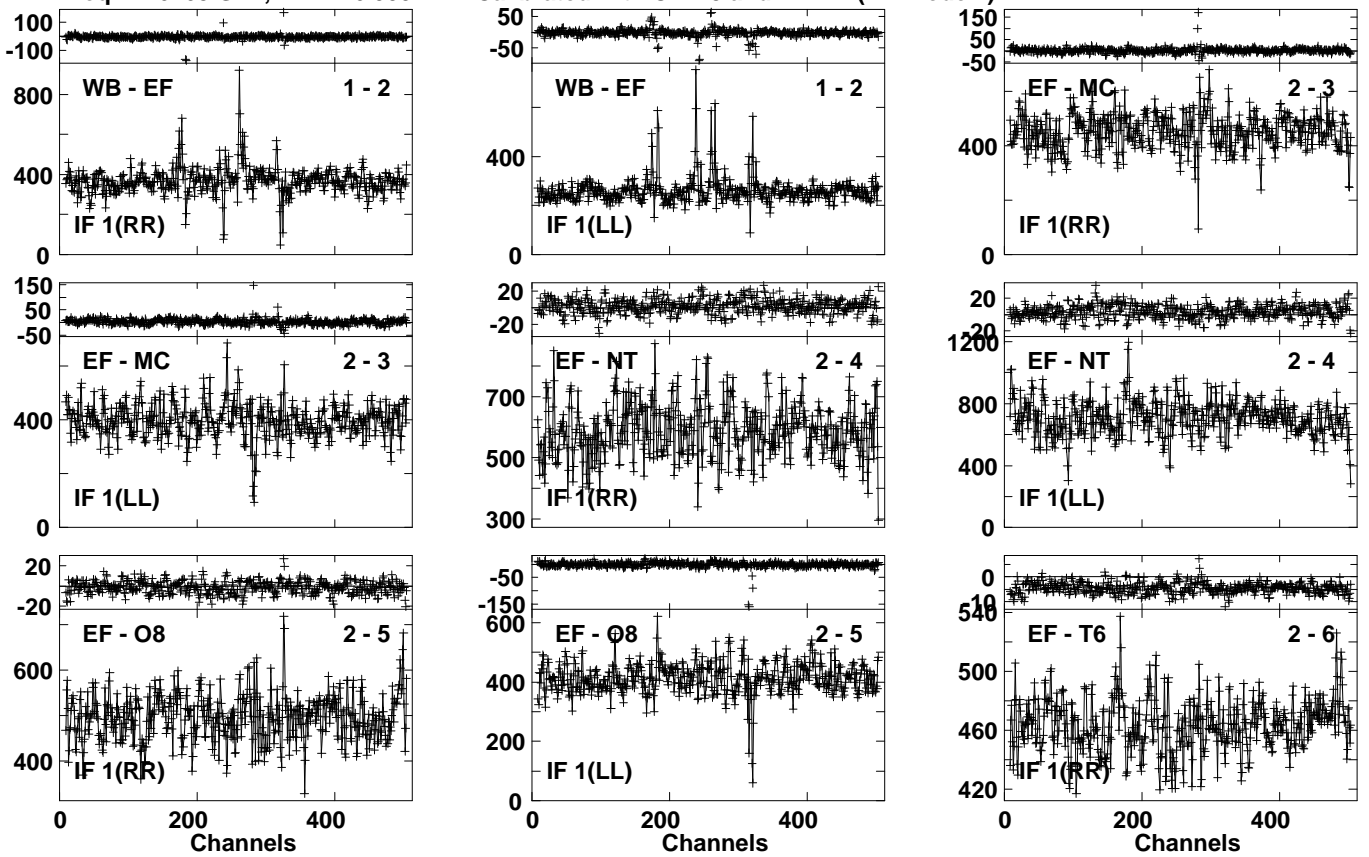 100
-100
WB - EF 1 - 2
800
600
400
200
0
IF 1(RR)
50
-50
WB - EF 1 - 2
400
0
IF 1(LL)
150
50
-50
EF - MC 2 - 3
400
0
IF 1(RR)
150
50
-50
EF - MC 2 - 3
400
0
IF 1(LL)
20
-20
EF - NT 2 - 4
700
500
300
IF 1(RR)
20
-20
1200
EF - NT 2 - 4
800
400
0
IF 1(LL)
20
-20
EF - O8 2 - 5
600
400
IF 1(RR)
0 200 400
Channels
-50
-150
600
EF - O8 2 - 5
400
200
0
IF 1(LL)
0 200 400
Channels
0
10
540
EF - T6 2 - 6
500
460
420
IF 1(RR)
0 200 400
Channels